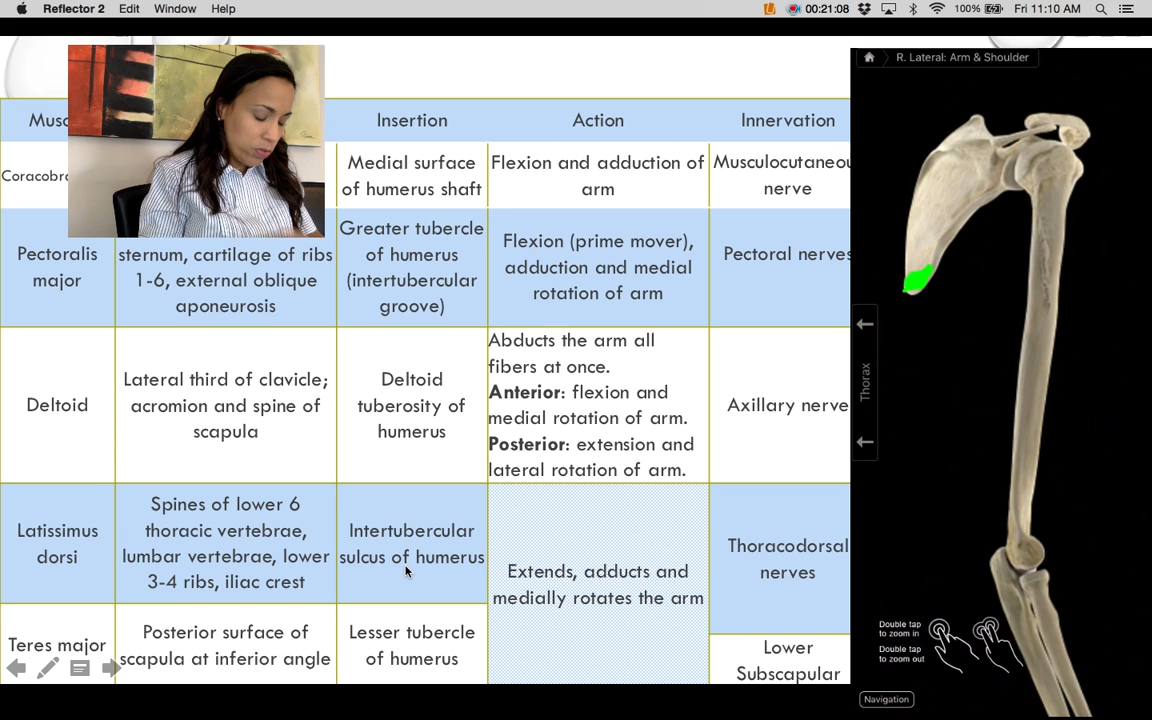 Reflector 2 Edit Window Help 00:21:08 100% Fri 11:10 AM
R. Lateral: Arm & Shoulder
Insertion Action Innervation
Medial surface
of humerus shaft
Flexion and adduction of
arm
nerve
Pectoralis
major
sternum, cartilage of ribs
1-6, external oblique
aponeurosis
Greater tubercle
of humerus
(intertubercular
groove)
Flexion (prime mover),
adduction and medial
rotation of arm
Pectoral nerves
Deltoid
Lateral third of clavicle;
acromion and spine of
scapula
Deltoid
tuberosity of
humerus
Abducts the arm all
fibers at once.
Anterior: flexion and
medial rotation of arm.
Posterior: extension and
lateral rotation of arm.
Axillary nerve
Latissimus
dorsi
Spines of lower 6
thoracic vertebrae,
lumbar vertebrae, lower
3-4 ribs, iliac crest
Intertubercular
sulcus of humerus
Extends, adducts and
medially rotates the arm
Thoracodorsal
nerves
Teres major
Posterior surface of
scapula at inferior angle
Lesser tubercle
of humerus
Lower
Subscapular
Thorax
Double tap
to zoom in
Double tap
to zoom out
Navigation